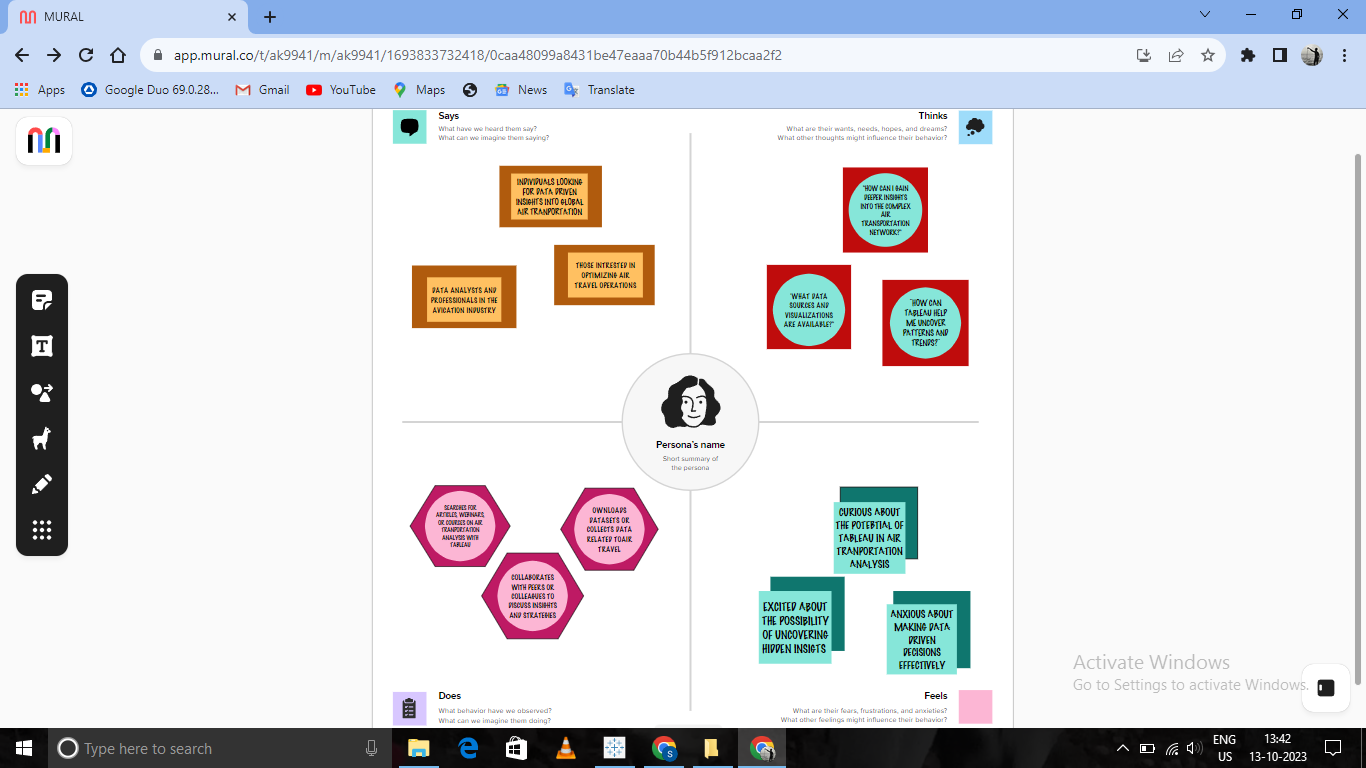 MURAL
app.mural.co/t/ak9941/m/ak9941/1693833732418/0caa48099a8431be47eaaa70b44b5f912bcaa2f2
Apps
Google Duo 69.0.28...
Gmail
YouTube
Maps
News
Translate
Says
What have we heard them say?
What can we imagine them saying?
Thinks
What are their wants, needs, hopes, and dreams?
What other thoughts might influence their behavior?
INDIVIDUALS LOOKING
FOR DATA DRIVEN
INSIGHTS INTO GLOBAL
AIR TRANPORTATION
THOSE INTRESTED IN
OPTIMIZING AIR
TRAVEL OPERATIONS
DATA ANALYSTS AND
PROFESSIONALS IN THE
AVICATION INDUSTRY
"HOW CAN I GAIN
DEEPER INSIGHTS
INTO THE COMPLEX
AIR
TRANSPORTATION
NETWORK?"
"WHAT DATA
SOURCES AND
VISUALIZATIONS
ARE AVAILABLE?"
"HOW CAN
TABLEAU HELP
ME UNCOVER
PATTERNS AND
TRENDS?"
Persona's name
Short summary of
the persona
SEARCHES FOR
ARTICLES, WEBINARS,
OR COURSES ON AIR
TRANPORTATION
ANALYSIS WITH
TABLEAU
OWNLOADS
DATASETS OR
COLLECTS DATA
RELATED TOAIR
TRAVEL
COLLABORATES
WITH PEERS OR
COLLEAGUES TO
DISCUSS INSIGHTS
AND STRATEGIES
CURIOUS ABOUT
THE POTEBTIAL OF
TABLEAU IN AIR
TRANPORTATION
ANALYSIS
EXCITED ABOUT
THE POSSIBILITY
OF UNCOVERING
HIDDEN INSIGTS
ANXIOUS ABOUT
MAKING DATA
DRIVEN
DECISIONS
EFFECTIVELY
Does
What behavior have we observed?
What can we imagine them doing?
Feels
What are their fears, frustrations, and anxieties?
What other feelings might influence their behavior?
Activate Windows
Go to Settings to activate Windows.
Type here to search
ENG
US
13:42
13-10-2023